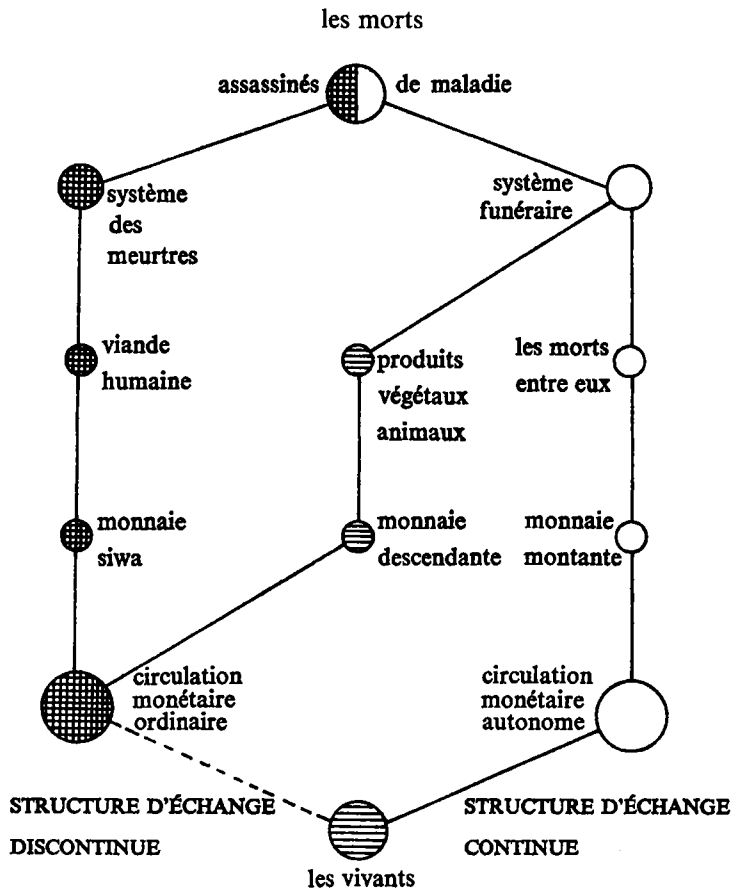 les morts
assassinés
de maladie
système
des
meurtres
système
funéraire
viande
humaine
produits
végétaux
animaux
les morts
entre eux
monnaie
siwa
monnaie
descendante
monnaie
montante
circulation
monétaire
ordinaire
circulation
monétaire
autonome
STRUCTURE D'ÉCHANGE
DISCONTINUE
STRUCTURE D'ÉCHANGE
CONTINUE
les vivants